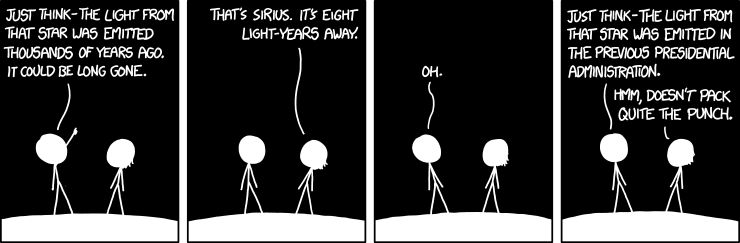 JUST THINK-THE LIGHT FROM
THAT STAR WAS EMITTED
THOUSANDS OF YEARS AGO.
IT COULD BE LONG GONE.
THAT'S SIRIUS. IT'S EIGHT
LIGHT-YEARS AWAY.
OH.
JUST THINK-THE LIGHT FROM
THAT STAR WAS EMITTED IN
THE PREVIOUS PRESIDENTIAL
ADMINISTRATION.
HMM, DOESN'T PACK
QUITE THE PUNCH.